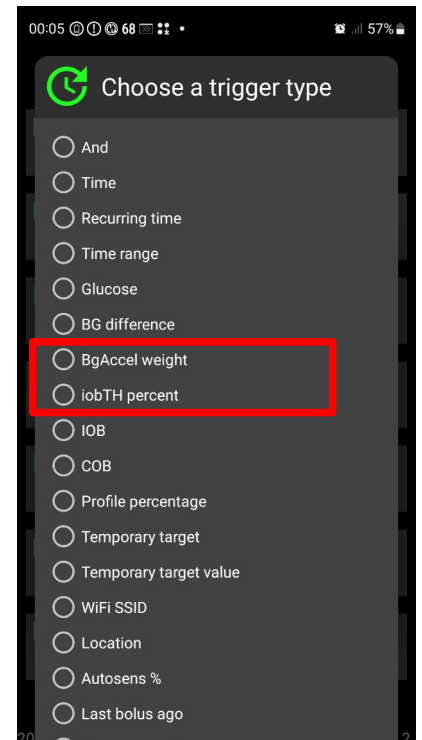 00:05 68 57%
Choose a trigger type
And
Time
Recurring time
Time range
Glucose
BG difference
BgAccel weight
iobTH percent
IOB
COB
Profile percentage
Temporary target
Temporary target value
WiFi SSID
Location
Autosens %
Last bolus ago